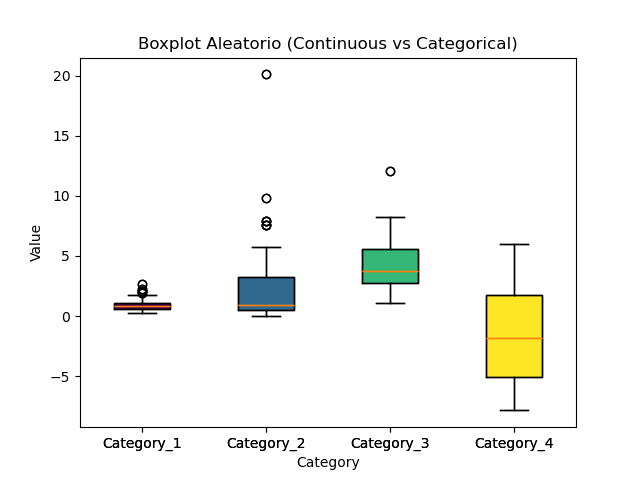 Boxplot Aleatorio (Continuous vs Categorical)
20
15
10
5
0
−5
Value
Category_1
Category_2
Category_3
Category_4
Category